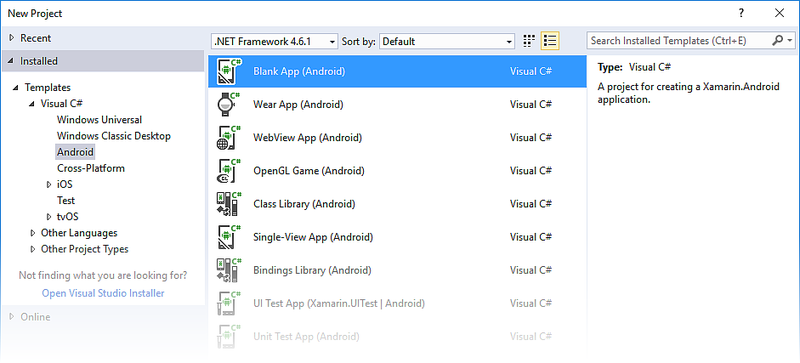 New Project
Recent
.NET Framework 4.6.1
Sort by:
Default
Search Installed Templates (Ctrl+E)
Installed
Templates
Visual C#
Windows Universal
Windows Classic Desktop
Android
Cross-Platform
iOS
Test
tvOS
Other Languages
Other Project Types
Not finding what you are looking for?
Open Visual Studio Installer
Online
C# Blank App (Android) Visual C#
C# Wear App (Android) Visual C#
C# WebView App (Android) Visual C#
C# OpenGL Game (Android) Visual C#
C# Class Library (Android) Visual C#
C# Single-View App (Android) Visual C#
C# Bindings Library (Android) Visual C#
C# UI Test App (Xamarin.UITest | Android) Visual C#
C# Unit Test App (Android) Visual C#
Type: Visual C#
A project for creating a Xamarin.Android
application.